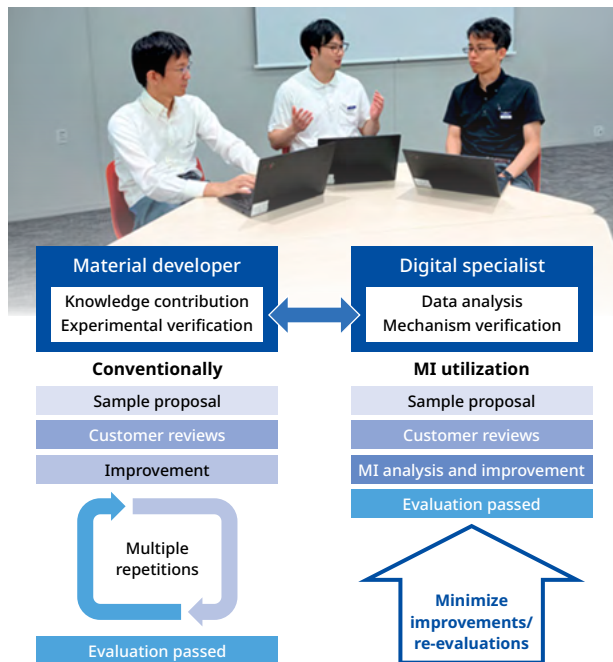 Material developer
Knowledge contribution
Experimental verification
Digital specialist
Data analysis
Mechanism verification
Conventionally
Sample proposal
Customer reviews
Improvement
Multiple
repetitions
Evaluation passed
MI utilization
Sample proposal
Customer reviews
MI analysis and improvement
Evaluation passed
Minimize
improvements/
re-evaluations